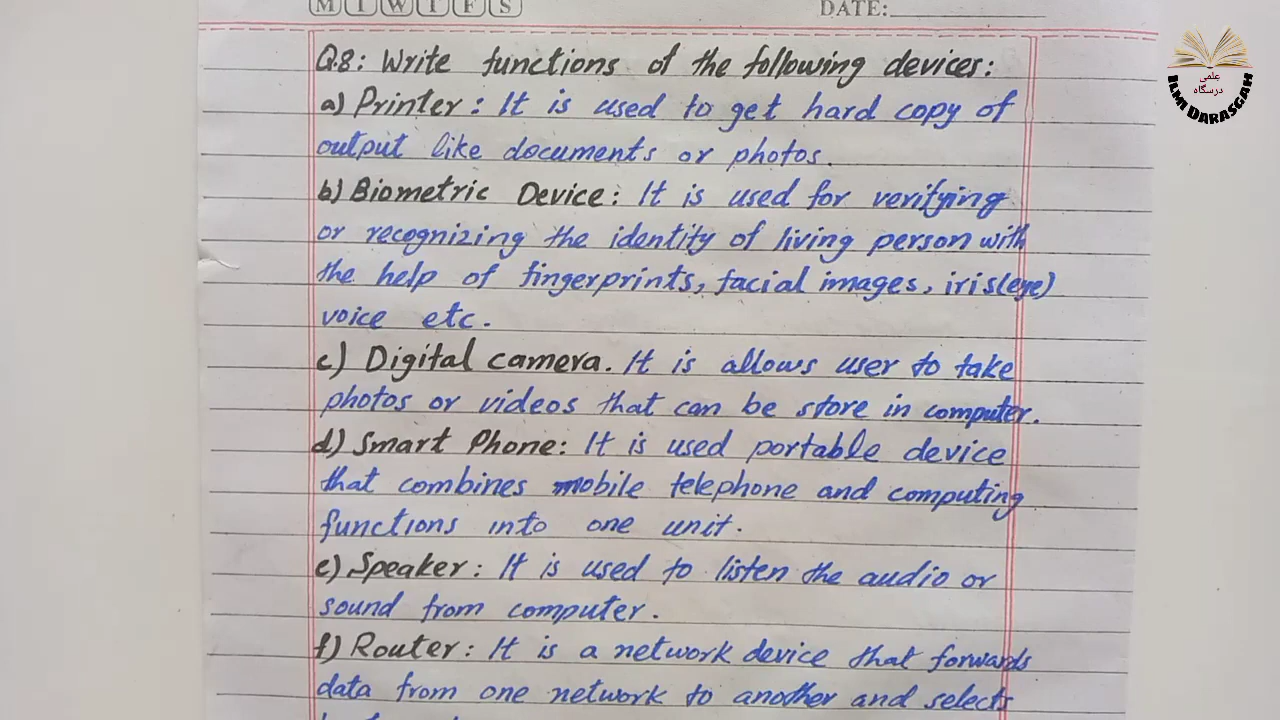 M T W T F S
DATE:
علمی
درسگاہ
ILMI DARASGAH
Q.8: Write functions of the following devices:
a) Printer: It is used to get hard copy of
output like documents or photos.
b) Biometric Device: It is used for verifying
or recognizing the identity of living person with
the help of fingerprints, facial images, iris(eye)
voice etc.
c) Digital camera. It is allows user to take
photos or videos that can be store in computer.
d) Smart Phone: It is used portable device
that combines mobile telephone and computing
functions into one unit.
e) Speaker: It is used to listen the audio or
sound from computer.
f) Router: It is a network device that forwards
data from one network to another and selects